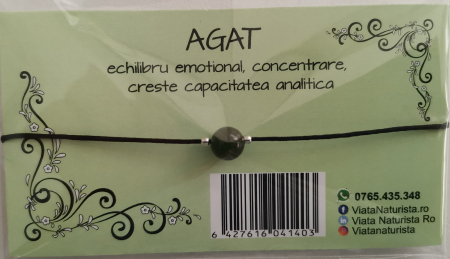 AGAT
echilibru emotional, concentrare,
creste capacitatea analitica
0765.435.348
ViataNaturista.ro
Viata Naturista Ro
Viatanaturista
6 427616 041403